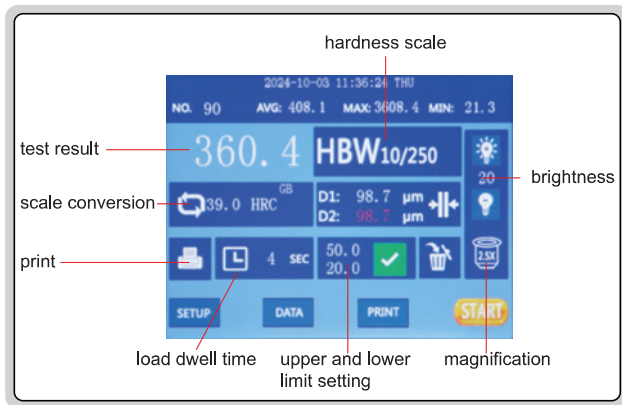 hardness scale
2024-10-03 11:36:24 THU
NO. 90 AVG: 408.1 MAX: 3608.4 MIN: 21.3
test result
360.4 HBW10/250
20
brightness
scale conversion
39.0 HRC GB
D1: 98.7 μm
D2: 98.7 μm
print
4 SEC
50.0
20.0
2.5X
SETUP DATA PRINT START
load dwell time
upper and lower
limit setting
magnification